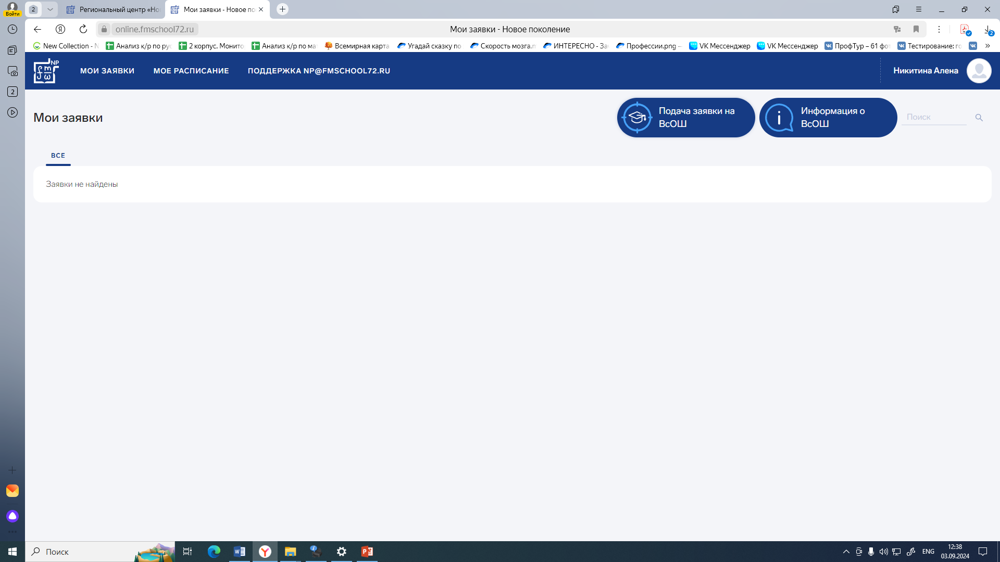 Войти
2
Региональный центр «Но
Мои заявки - Новое по
online.fmschool72.ru
Мои заявки - Новое поколение
2
New Collection - N
Анализ к/р по рус
2 корпус. Монито
Анализ к/р по ма
Всемирная карта
Угадай сказку по
Скорость мозга.п
ИНТЕРЕСНО - За
Профессии.png –
VK Мессенджер
VK Мессенджер
ПрофТур – 61 фо
Тестирование: го
»
2
NP
МОИ ЗАЯВКИ
МОЕ РАСПИСАНИЕ
ПОДДЕРЖКА NP@FMSCHOOL72.RU
Никитина Алена
Мои заявки
Подача заявки на
ВсОШ
Информация о
ВсОШ
Поиск
ВСЕ
Заявки не найдены
Поиск
ENG
12:38
03.09.2024